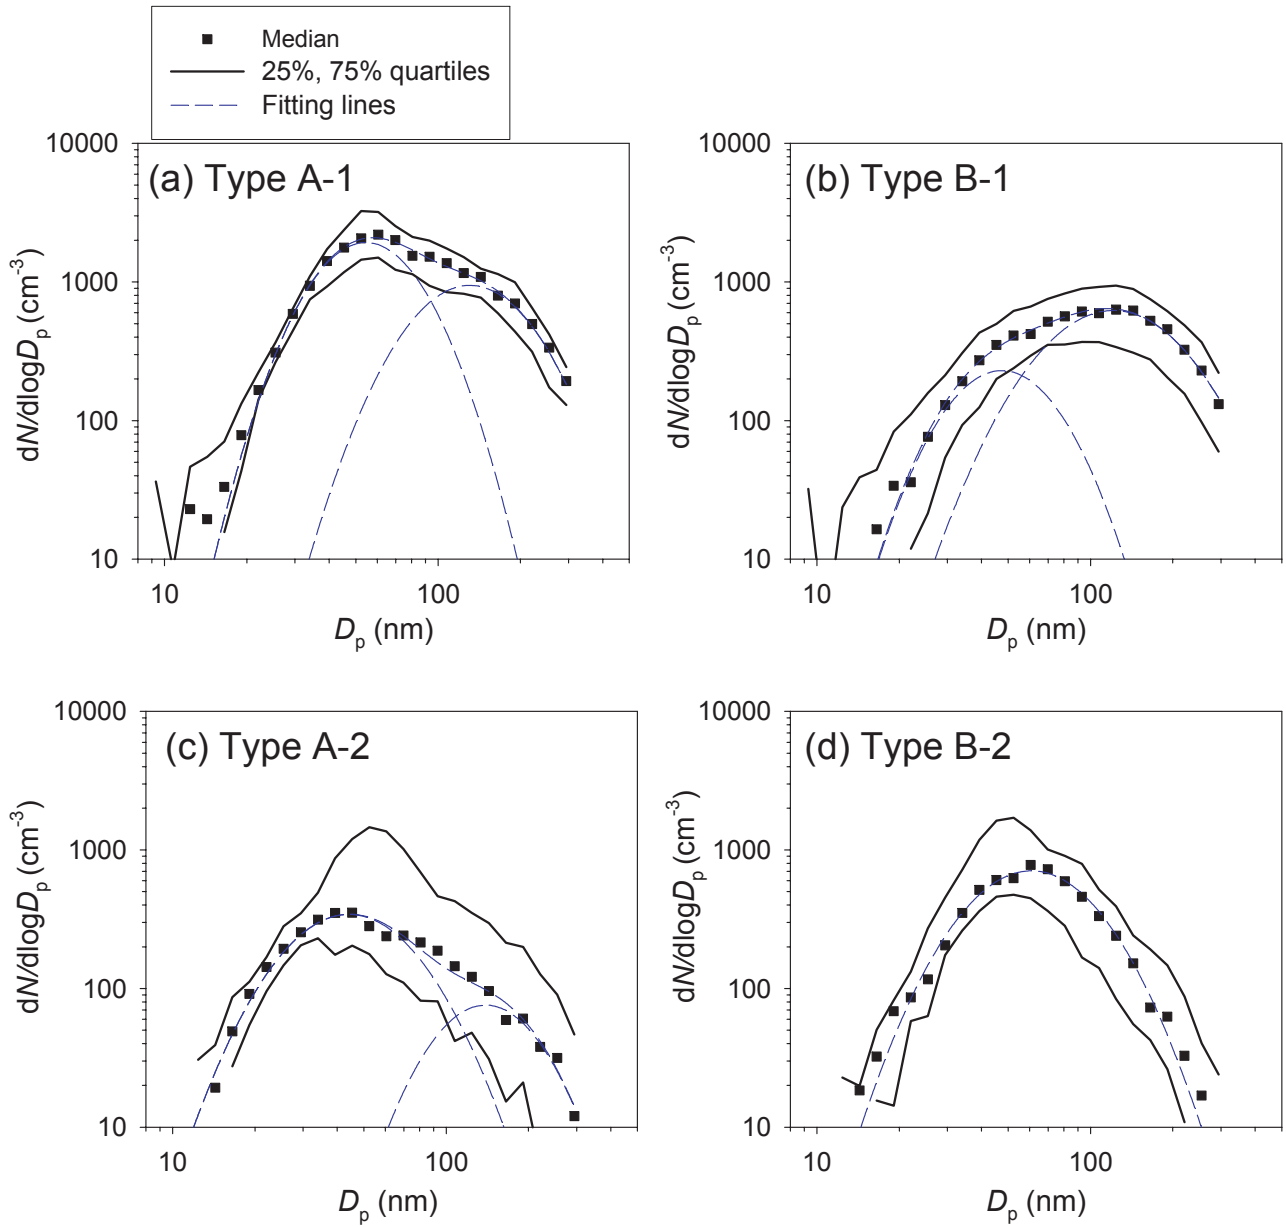 Median
25%, 75% quartiles
Fitting lines
(a) Type A-1
10000
1000
100
10
dN/dlogDp (cm-3)
10 100
Dp (nm)
(b) Type B-1
10000
1000
100
10
dN/dlogDp (cm-3)
10 100
Dp (nm)
(c) Type A-2
10000
1000
100
10
dN/dlogDp (cm-3)
10 100
Dp (nm)
(d) Type B-2
10000
1000
100
10
dN/dlogDp (cm-3)
10 100
Dp (nm)